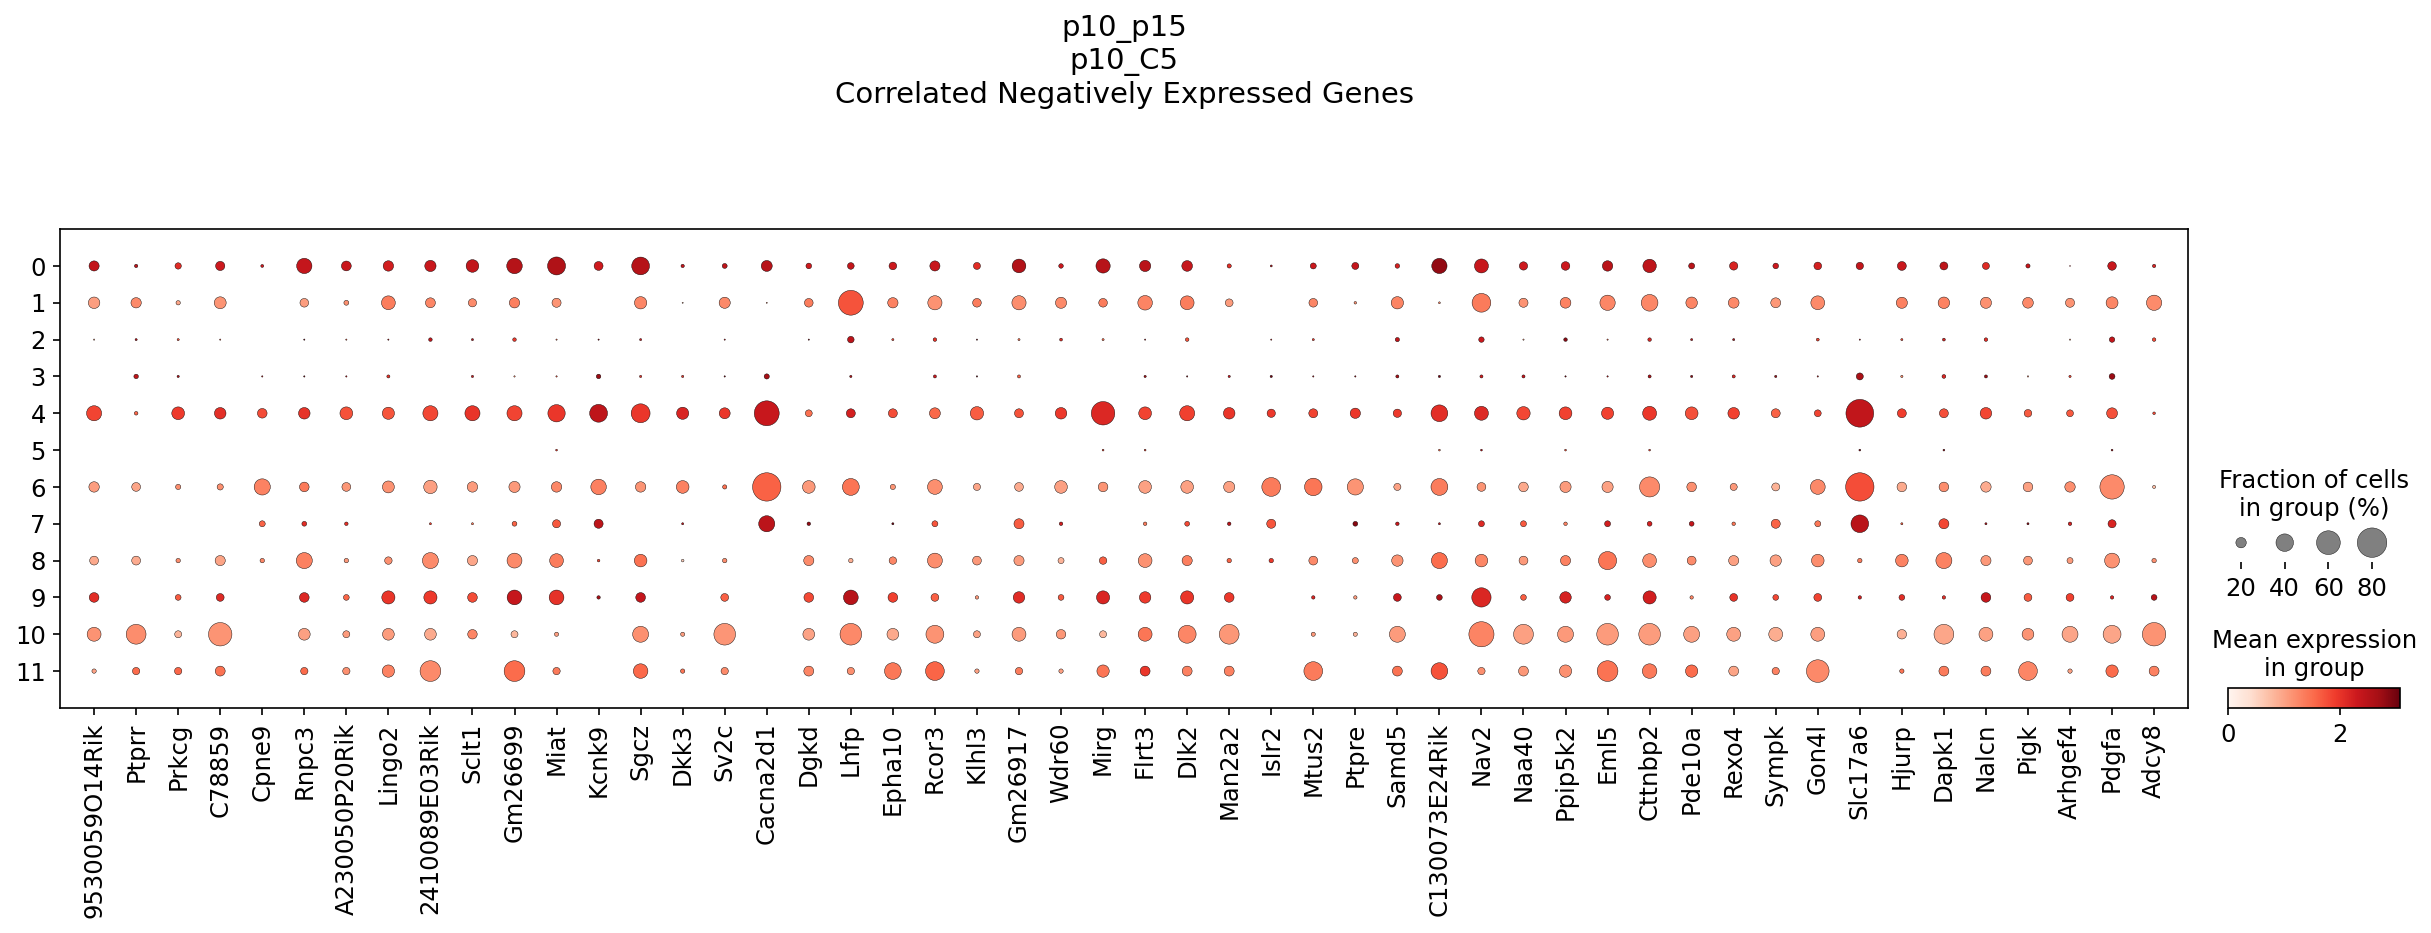 p10_p15
p10_C5
Correlated Negatively Expressed Genes
0
1
2
3
4
5
6
7
8
9
10
11
9530059O14Rik
Ptprr
Prkcg
C78859
Cpne9
Rnpc3
A230050P20Rik
Lingo2
2410089E03Rik
Sclt1
Gm26699
Miat
Kcnk9
Sgcz
Dkk3
Sv2c
Cacna2d1
Dgkd
Lhfp
Epha10
Rcor3
Klhl3
Gm26917
Wdr60
Mirg
Flrt3
Dlk2
Man2a2
Islr2
Mtus2
Ptpre
Samd5
C130073E24Rik
Nav2
Naa40
Ppip5k2
Eml5
Cttnbp2
Pde10a
Rexo4
Sympk
Gon4l
Slc17a6
Hjurp
Dapk1
Nalcn
Pigk
Arhgef4
Pdgfa
Adcy8
Fraction of cells
in group (%)
20 40 60 80
Mean expression
in group
0 2